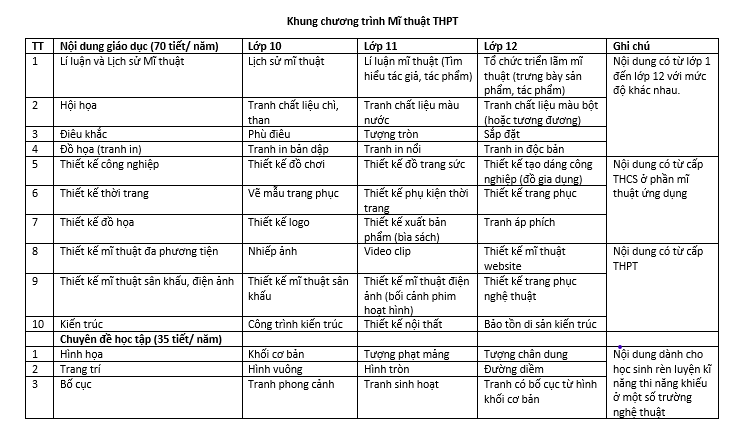 Khung chương trình Mĩ thuật THPT
TT Nội dung giáo dục (70 tiết/ năm) Lớp 10 Lớp 11 Lớp 12 Ghi chú
1 Lí luận và Lịch sử Mĩ thuật Lịch sử mĩ thuật Lí luận mĩ thuật (Tìm Tổ chức triển lãm mĩ Nội dung có từ lớp 1
hiểu tác giả, tác phẩm) thuật (trưng bày sản đến lớp 12 với mức
phẩm, tác phẩm) độ khác nhau.
2 Hội họa Tranh chất liệu chì, Tranh chất liệu màu Tranh chất liệu màu bột
than nước (hoặc tương đương)
3 Điêu khắc Phù điêu Tượng tròn Sắp đặt
4 Đồ họa (tranh in) Tranh in bản dập Tranh in nổi Tranh in độc bản
5 Thiết kế công nghiệp Thiết kế đồ chơi Thiết kế đồ trang sức Thiết kế tạo dáng công Nội dung có từ cấp
nghiệp (đồ gia dụng) THCS ở phần mĩ
6 Thiết kế thời trang Vẽ mẫu trang phục Thiết kế phụ kiện thời Thiết kế trang phục thuật ứng dụng
trang
7 Thiết kế đồ họa Thiết kế logo Thiết kế xuất bản Tranh áp phích
phẩm (bìa sách)
8 Thiết kế mĩ thuật đa phương tiện Nhiếp ảnh Video clip Thiết kế mĩ thuật Nội dung có từ cấp
website THPT
9 Thiết kế mĩ thuật sân khấu, điện ảnh Thiết kế mĩ thuật sân Thiết kế mĩ thuật điện Thiết kế trang phục
khấu ảnh (bối cảnh phim nghệ thuật
hoạt hình)
10 Kiến trúc Công trình kiến trúc Thiết kế nội thất Bảo tồn di sản kiến trúc
Chuyên đề học tập (35 tiết/ năm)
1 Hình họa Khối cơ bản Tượng phạt mảng Tượng chân dung Nội dung dành cho
2 Trang trí Hình vuông Hình tròn Đường diềm học sinh rèn luyện kĩ
3 Bố cục Tranh phong cảnh Tranh sinh hoạt Tranh có bố cục từ hình năng thi năng khiếu
khối cơ bản ở một số trường
nghệ thuật